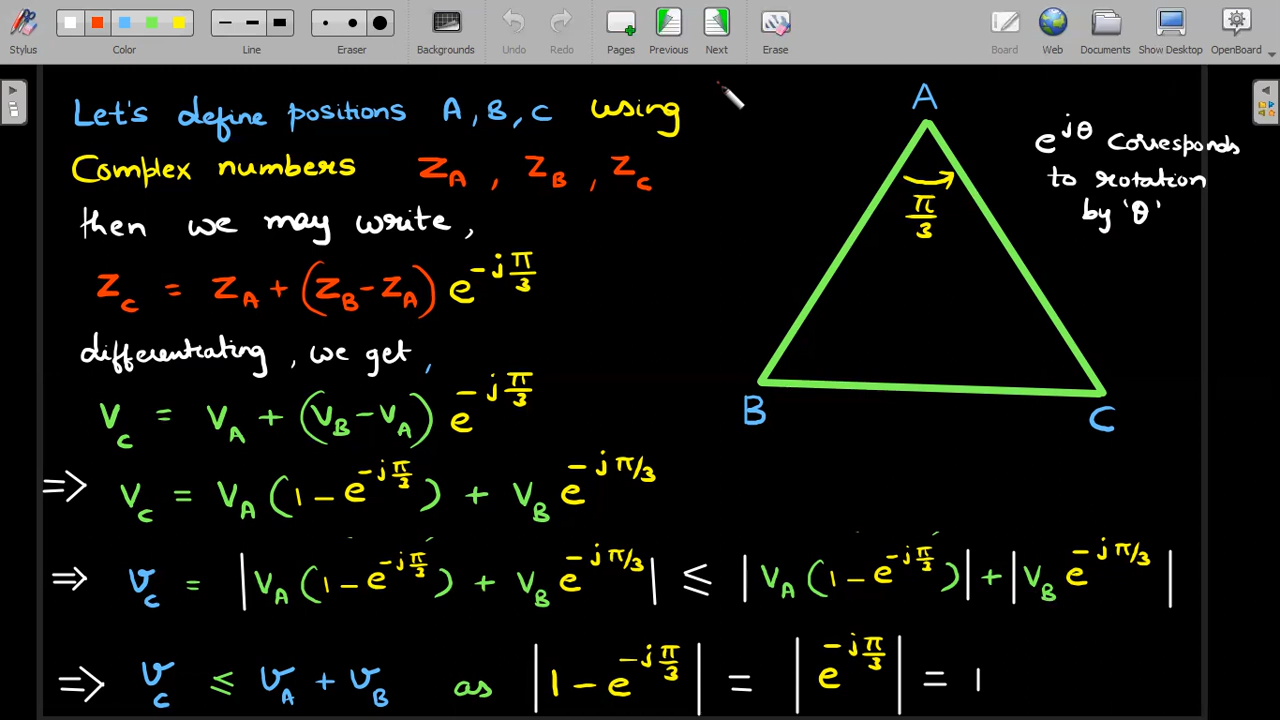 Stylus Color Line Eraser Backgrounds Undo Redo Pages Previous Next Erase Board Web Documents Show Desktop OpenBoard
Let's define positions A, B, C using
Complex numbers Z_A , Z_B , Z_C
then we may write,
Z_C = Z_A + (Z_B - Z_A) e^{-jπ/3}
differentiating, we get,
V_C = V_A + (V_B - V_A) e^{-jπ/3}
⇒ V_C = V_A (1 - e^{-jπ/3}) + V_B e^{-jπ/3}
⇒ v_C = |V_A (1 - e^{-jπ/3}) + V_B e^{-jπ/3}| ≤ |V_A (1 - e^{-jπ/3})| + |V_B e^{-jπ/3}|
⇒ v_C ≤ v_A + v_B as |1 - e^{-jπ/3}| = |e^{-jπ/3}| = 1
A
π/3
B
C
e^{jθ} Corresponds
to rotation
by 'θ'